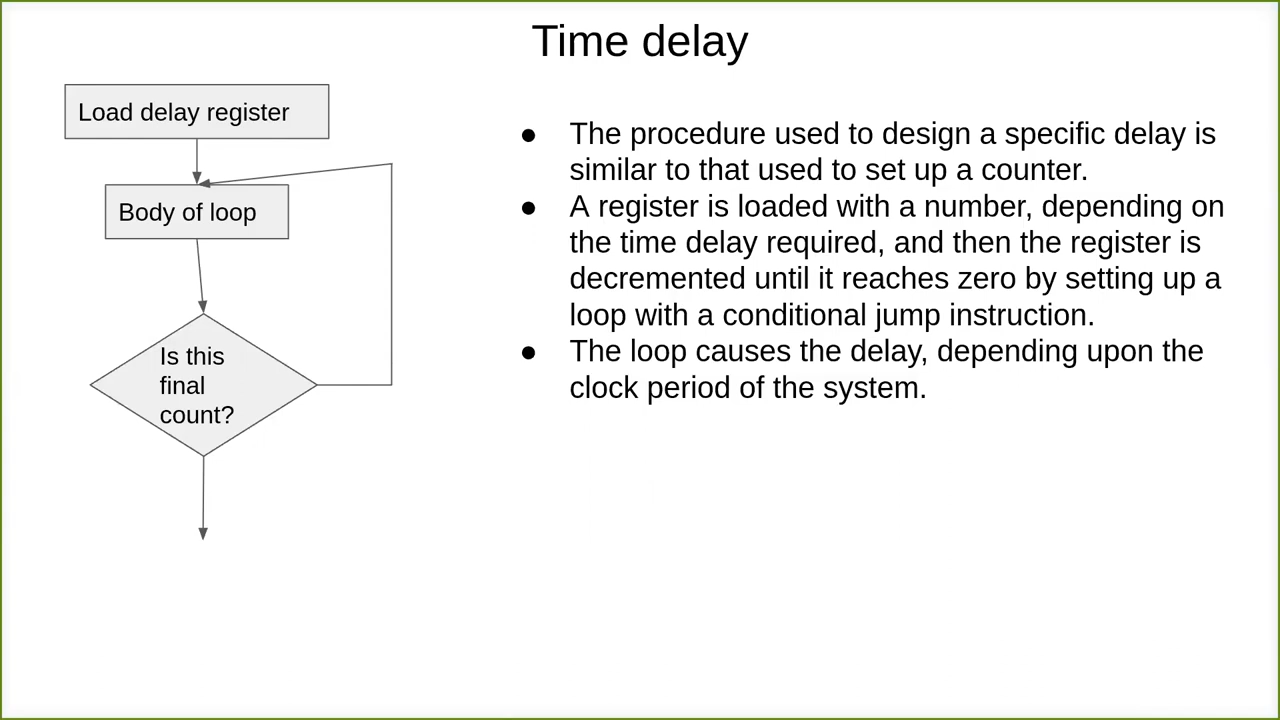 Time delay
Load delay register
Body of loop
Is this
final
count?
● The procedure used to design a specific delay is
similar to that used to set up a counter.
● A register is loaded with a number, depending on
the time delay required, and then the register is
decremented until it reaches zero by setting up a
loop with a conditional jump instruction.
● The loop causes the delay, depending upon the
clock period of the system.